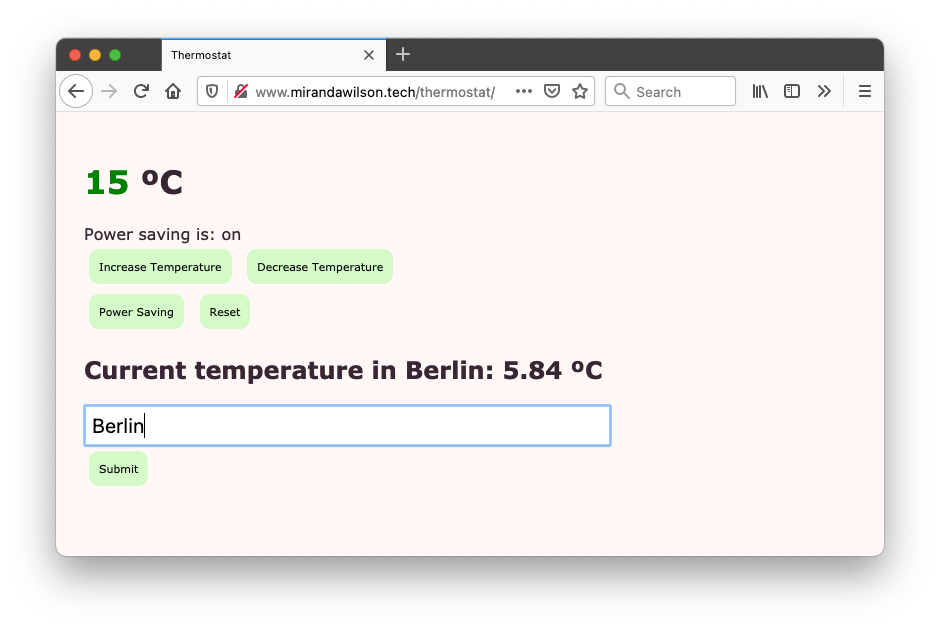 Thermostat
www.mirandawilson.tech/thermostat/
Search
15 ºC
Power saving is: on
Increase Temperature Decrease Temperature
Power Saving Reset
Current temperature in Berlin: 5.84 ºC
Berlin
Submit